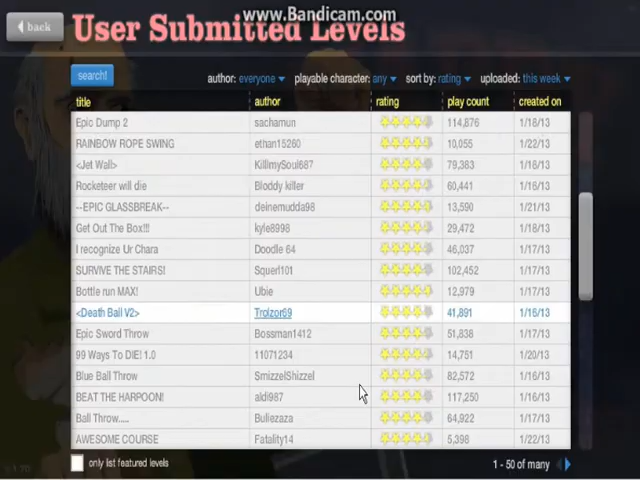 www.Bandicam.com
back
User Submitted Levels
search!
author: everyone playable character: any sort by: rating uploaded: this week
title author rating play count created on
Epic Dump 2 sachamun 114,876 1/18/13
RAINBOW ROPE SWING ethan15260 10,055 1/22/13
<Jet Wall> KillmySoul687 79,383 1/16/13
Rocketeer will die Bloddy killer 60,441 1/16/13
--EPIC GLASSBREAK-- deinemudda98 13,590 1/21/13
Get Out The Box!!! kyle8998 29,472 1/18/13
I recognize Ur Chara Doodle 64 46,037 1/17/13
SURVIVE THE STAIRS! Squerl101 102,452 1/17/13
Bottle run MAX! Ubie 12,979 1/17/13
<Death Ball V2> Trolzor69 41,891 1/16/13
Epic Sword Throw Bossman1412 51,838 1/17/13
99 Ways To DIE! 1.0 11071234 14,751 1/20/13
Blue Ball Throw SmizzelShizzel 82,572 1/16/13
BEAT THE HARPOON! aldi987 117,250 1/16/13
Ball Throw..... Buliezaza 64,922 1/17/13
AWESOME COURSE Fatality14 5,398 1/22/13
only list featured levels 1 - 50 of many